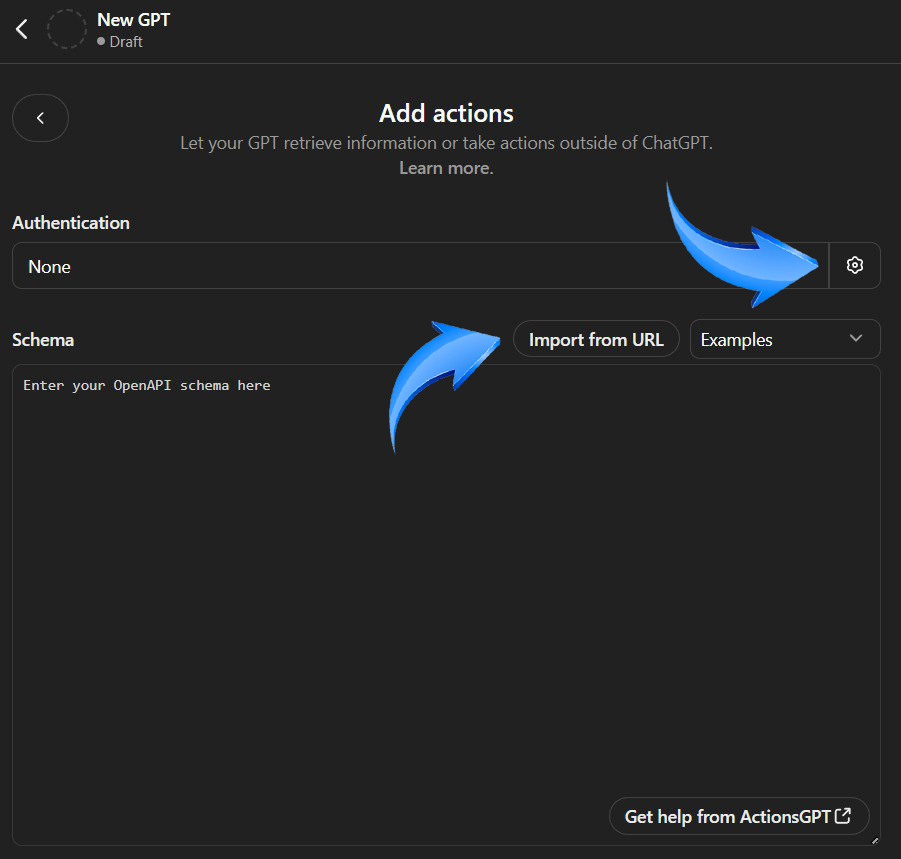 New GPT
Draft
Add actions
Let your GPT retrieve information or take actions outside of ChatGPT.
Learn more.
Authentication
None
Schema
Import from URL
Examples
Enter your OpenAPI schema here
Get help from ActionsGPT